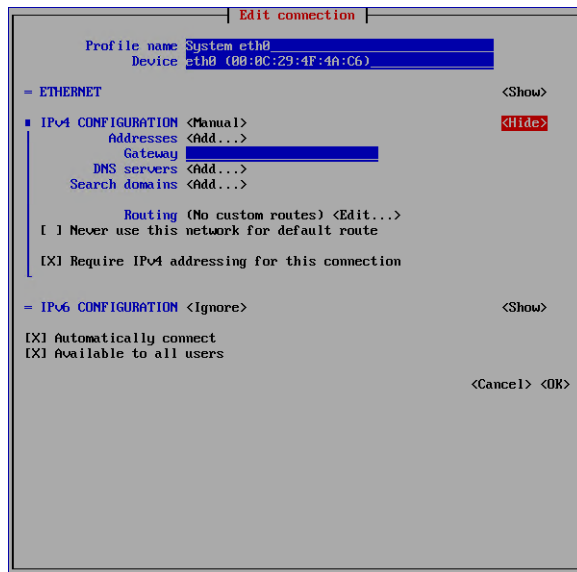 Edit connection
Profile name System eth0
Device eth0 (00:0C:29:4F:4A:C6)
= ETHERNET <Show>
IPv4 CONFIGURATION <Manual> <Hide>
Addresses <Add...>
Gateway
DNS servers <Add...>
Search domains <Add...>
Routing (No custom routes) <Edit...>
[ ] Never use this network for default route
[X] Require IPv4 addressing for this connection
= IPv6 CONFIGURATION <Ignore> <Show>
[X] Automatically connect
[X] Available to all users
<Cancel> <OK>